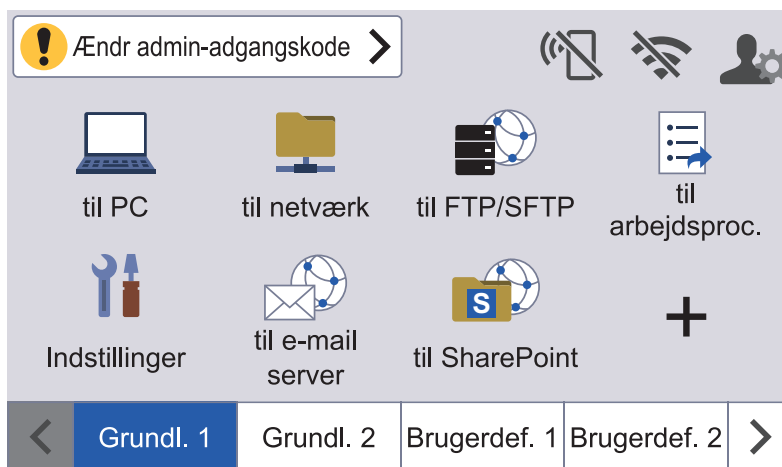 Ændr admin-adgangskode
til PC
til netværk
til FTP/SFTP
til
arbejdsproc.
Indstillinger
til e-mail
server
S
til SharePoint
Grundl. 1
Grundl. 2
Brugerdef. 1
Brugerdef. 2